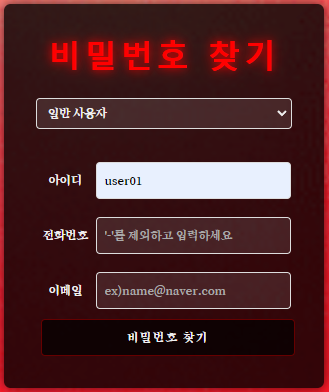 비밀번호 찾기
일반 사용자
아이디 user01
전화번호 '-'를 제외하고 입력하세요
이메일 ex)name@naver.com
비밀번호 찾기